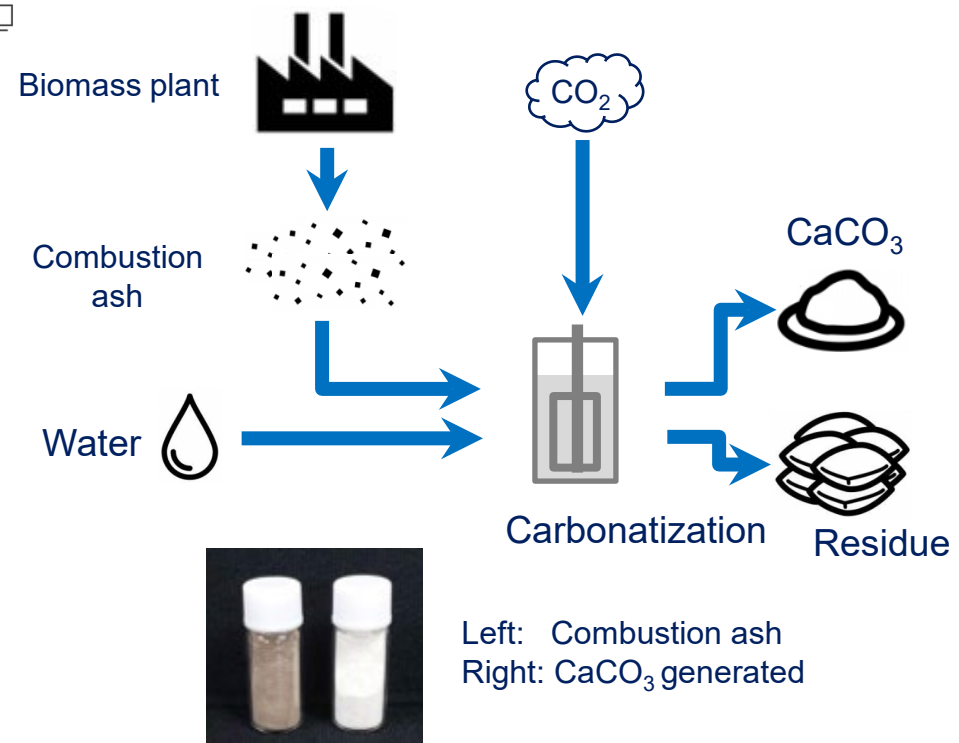 Biomass plant
CO₂
Combustion
ash
CaCO₃
Water
Carbonatization
Residue
Left: Combustion ash
Right: CaCO₃ generated